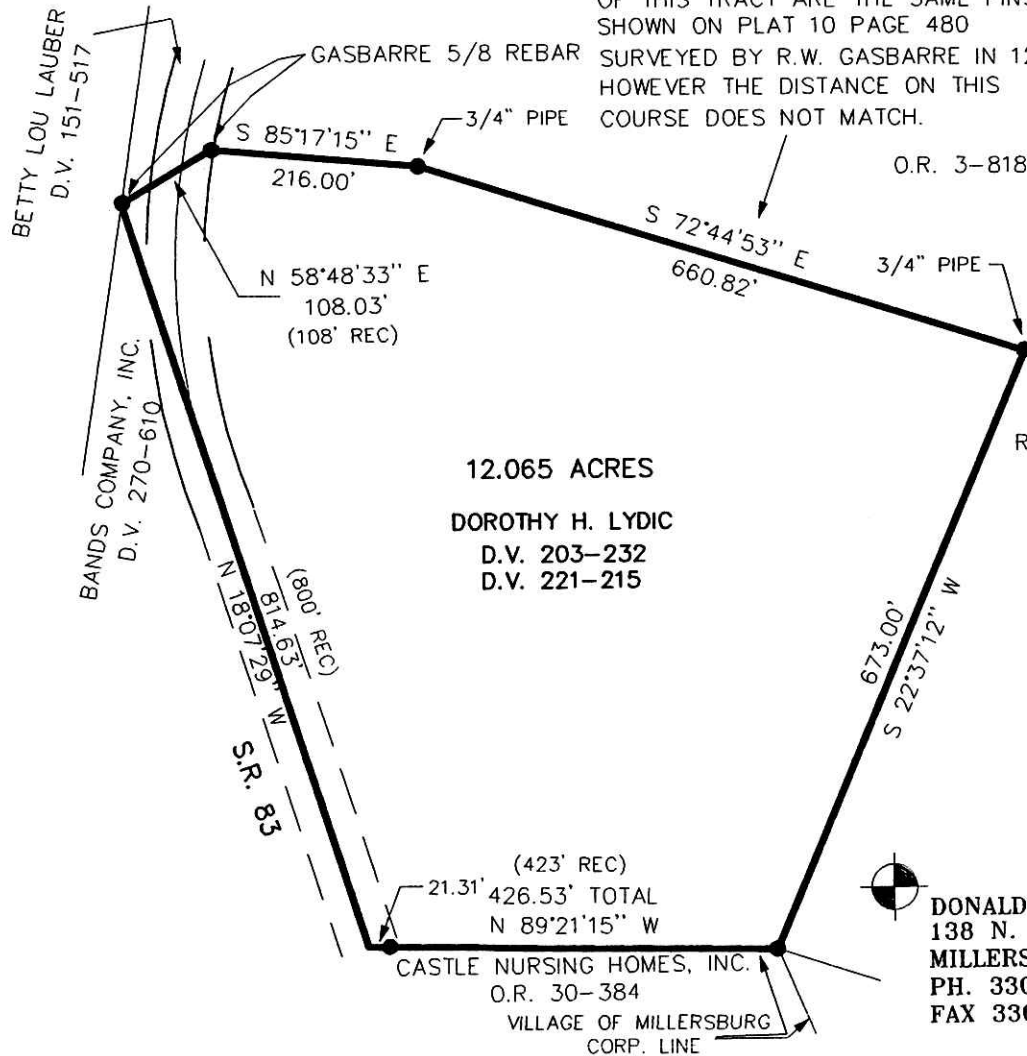 OF THIS TRACT ARE THE SAME PINS
SHOWN ON PLAT 10 PAGE 480
SURVEYED BY R.W. GASBARRE IN 12
HOWEVER THE DISTANCE ON THIS
COURSE DOES NOT MATCH.
BETTY LOU LAUBER
D.V. 151-517
GASBARRE 5/8 REBAR
3/4" PIPE
S 85°17'15" E
216.00'
O.R. 3-818
S 72°44'53" E
660.82'
3/4" PIPE
N 58°48'33" E
108.03'
(108' REC)
BANDS COMPANY, INC.
D.V. 270-610
R
12.065 ACRES
DOROTHY H. LYDIC
D.V. 203-232
D.V. 221-215
(800' REC)
814.63'
N 18°07'29" W
S.R. 83
673.00'
S 22°37'12" W
(423' REC)
21.31'
426.53' TOTAL
N 89°21'15" W
CASTLE NURSING HOMES, INC.
O.R. 30-384
VILLAGE OF MILLERSBURG
CORP. LINE
DONALD
138 N.
MILLERS
PH. 330
FAX 330